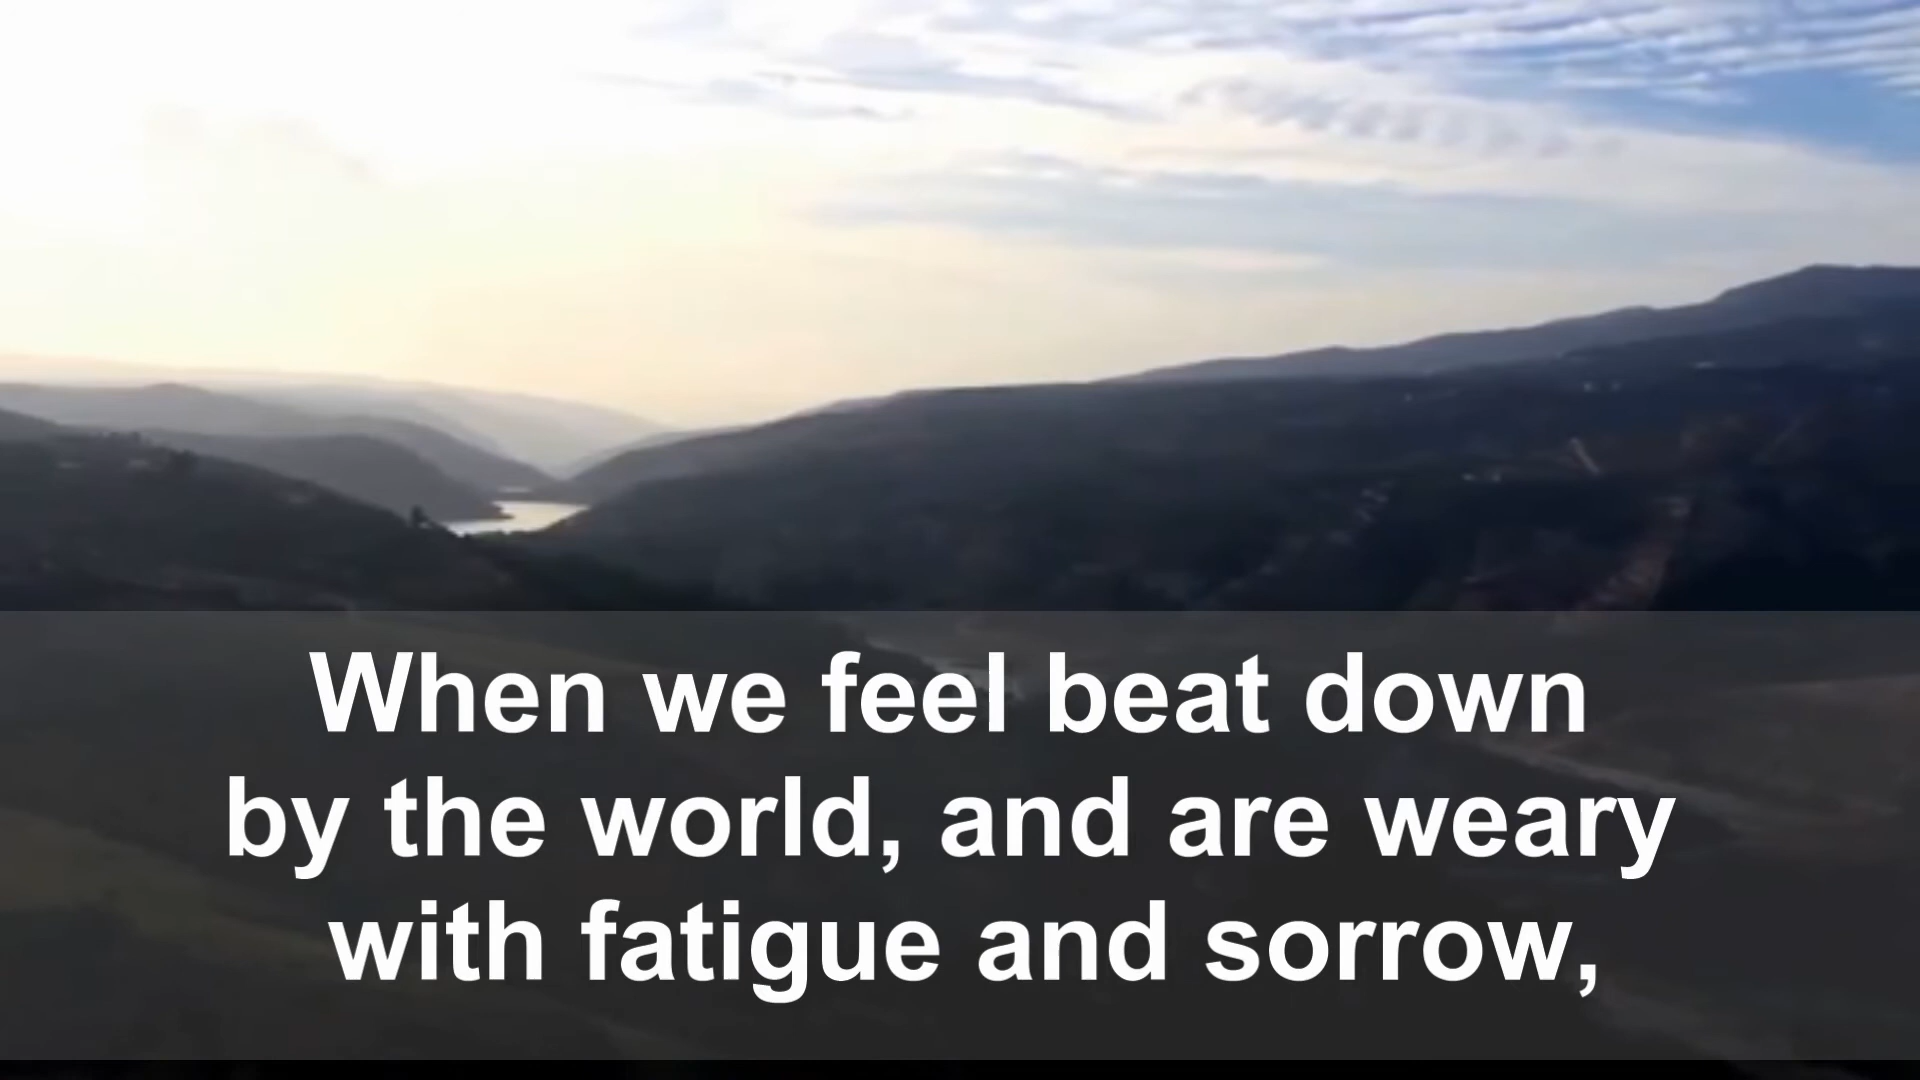 When we feel beat down
by the world, and are weary
with fatigue and sorrow,